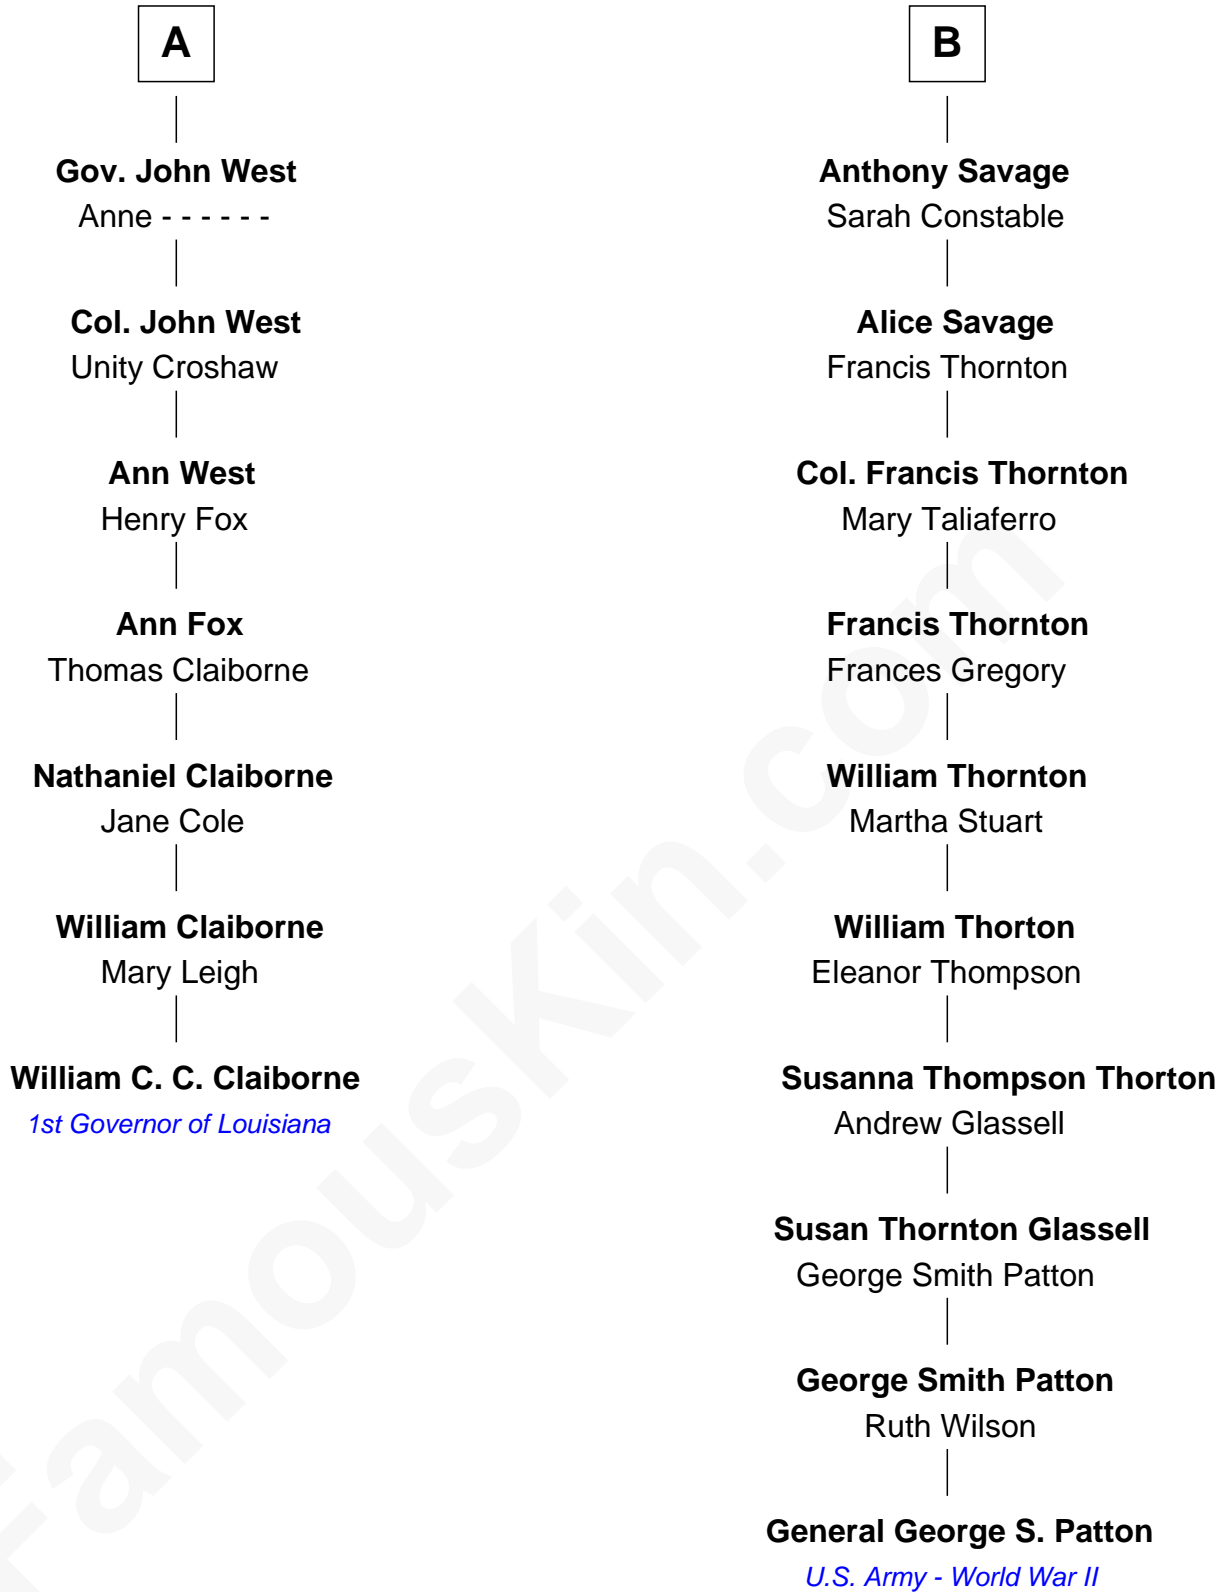 A
Gov. John West
Anne - - - - - -
Col. John West
Unity Croshaw
Ann West
Henry Fox
Ann Fox
Thomas Claiborne
Nathaniel Claiborne
Jane Cole
William Claiborne
Mary Leigh
William C. C. Claiborne
1st Governor of Louisiana
B
Anthony Savage
Sarah Constable
Alice Savage
Francis Thornton
Col. Francis Thornton
Mary Taliaferro
Francis Thornton
Frances Gregory
William Thornton
Martha Stuart
William Thorton
Eleanor Thompson
Susanna Thompson Thorton
Andrew Glassell
Susan Thornton Glassell
George Smith Patton
George Smith Patton
Ruth Wilson
General George S. Patton
U.S. Army - World War II
FamousKin.com